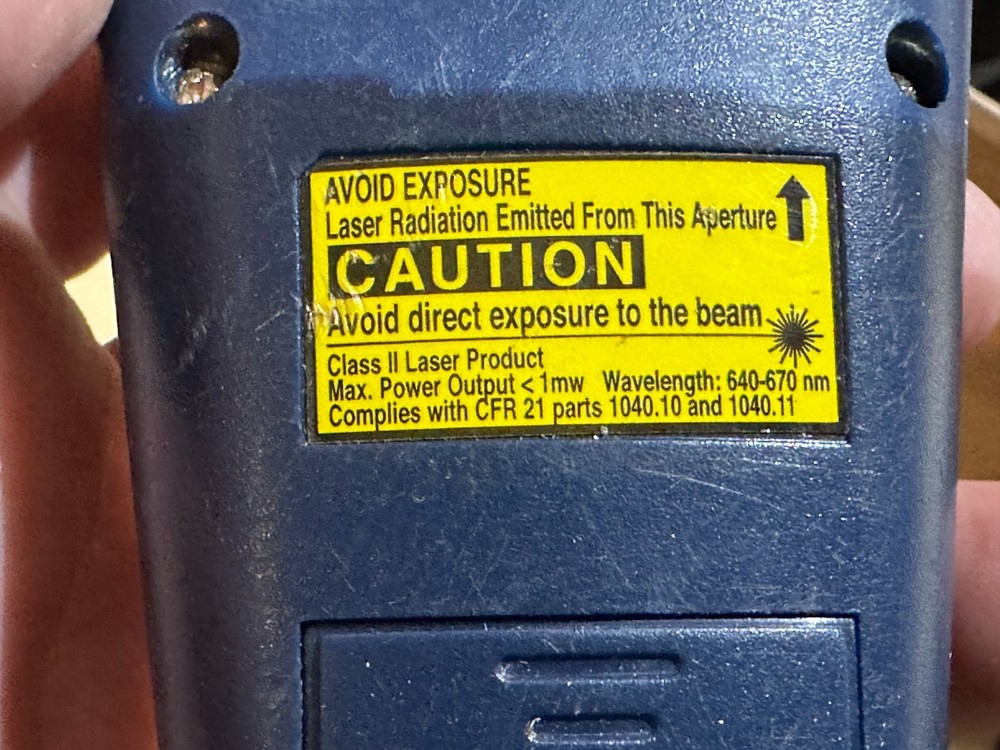 AVOID EXPOSURE
Laser Radiation Emitted From This Aperture
CAUTION
Avoid direct exposure to the beam
Class II Laser Product
Max. Power Output < 1mw Wavelength: 640-670 nm
Complies with CFR 21 parts 1040.10 and 1040.11